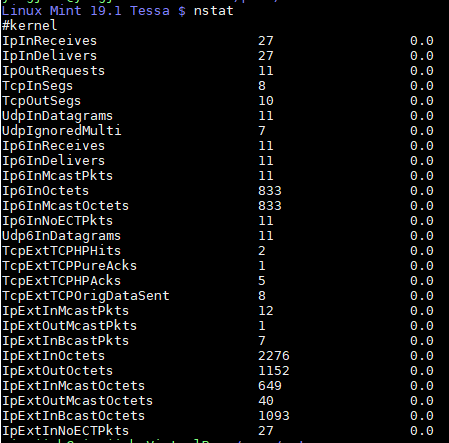 Linux Mint 19.1 Tessa $ nstat
#kernel
IpInReceives 27 0.0
IpInDelivers 27 0.0
IpOutRequests 11 0.0
TcpInSegs 8 0.0
TcpOutSegs 10 0.0
UdpInDatagrams 11 0.0
UdpIgnoredMulti 7 0.0
Ip6InReceives 11 0.0
Ip6InDelivers 11 0.0
Ip6InMcastPkts 11 0.0
Ip6InOctets 833 0.0
Ip6InMcastOctets 833 0.0
Ip6InNoECTPkts 11 0.0
Udp6InDatagrams 11 0.0
TcpExtTCPHPHits 2 0.0
TcpExtTCPPureAcks 1 0.0
TcpExtTCPHPAcks 5 0.0
TcpExtTCPOrigDataSent 8 0.0
IpExtInMcastPkts 12 0.0
IpExtOutMcastPkts 1 0.0
IpExtInBcastPkts 7 0.0
IpExtInOctets 2276 0.0
IpExtOutOctets 1152 0.0
IpExtInMcastOctets 649 0.0
IpExtOutMcastOctets 40 0.0
IpExtInBcastOctets 1093 0.0
IpExtInNoECTPkts 27 0.0